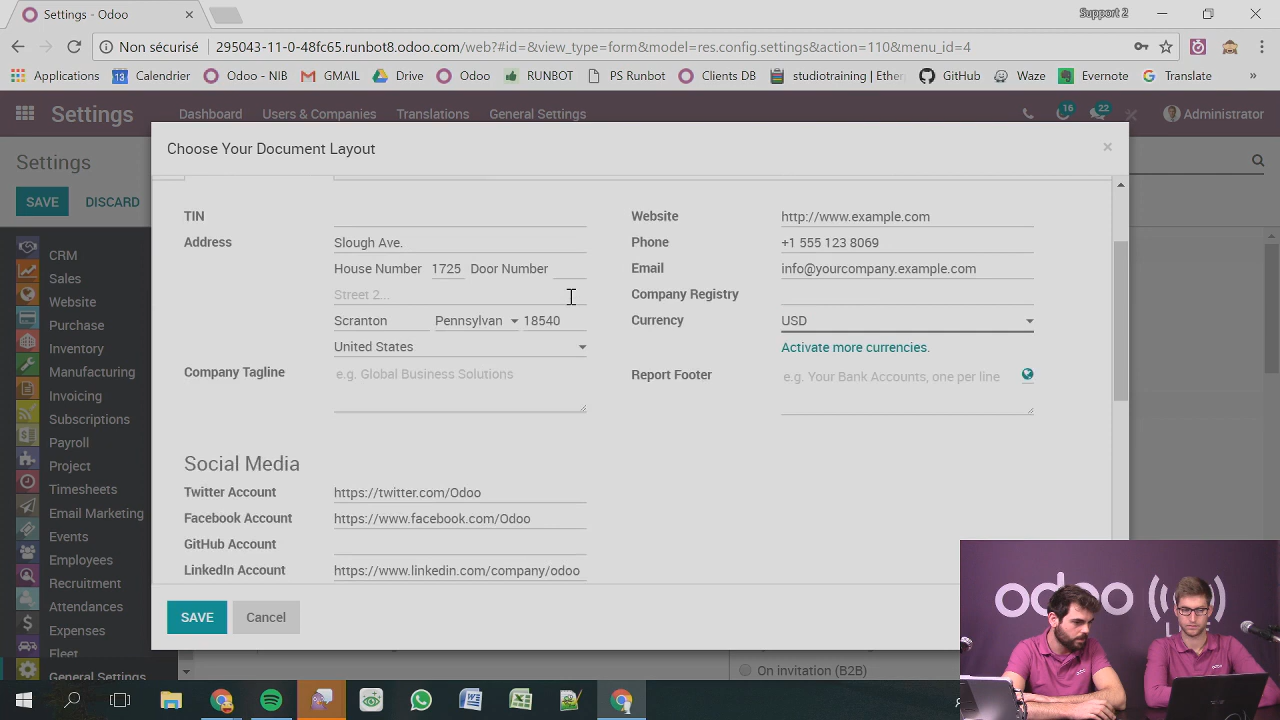 Settings - Odoo
Support 2
Non sécurisé
295043-11-0-48fc65.runbot8.odoo.com/web?#id=&view_type=form&model=res.config.settings&action=110&menu_id=4
Applications
Calendrier
Odoo - NIB
GMAIL
Drive
Odoo
RUNBOT
PS Runbot
Clients DB
studiotraining | Ether
GitHub
Waze
Evernote
Translate
»
Settings
Dashboard
Users & Companies
Translations
General Settings
16
22
Administrator
Settings
SAVE
DISCARD
CRM
Sales
Website
Purchase
Inventory
Manufacturing
Invoicing
Subscriptions
Payroll
Project
Timesheets
Email Marketing
Events
Employees
Recruitment
Attendances
Expenses
Fleet
General Settings
Choose Your Document Layout
×
TIN
Address
Slough Ave.
House Number 1725 Door Number
Street 2...
Scranton Pennsylvan 18540
United States
Company Tagline
e.g. Global Business Solutions
Website
http://www.example.com
Phone
+1 555 123 8069
Email
info@yourcompany.example.com
Company Registry
Currency
USD
Activate more currencies.
Report Footer
e.g. Your Bank Accounts, one per line
Social Media
Twitter Account
https://twitter.com/Odoo
Facebook Account
https://www.facebook.com/Odoo
GitHub Account
LinkedIn Account
https://www.linkedin.com/company/odoo
SAVE
Cancel
On invitation (B2B)
odoo